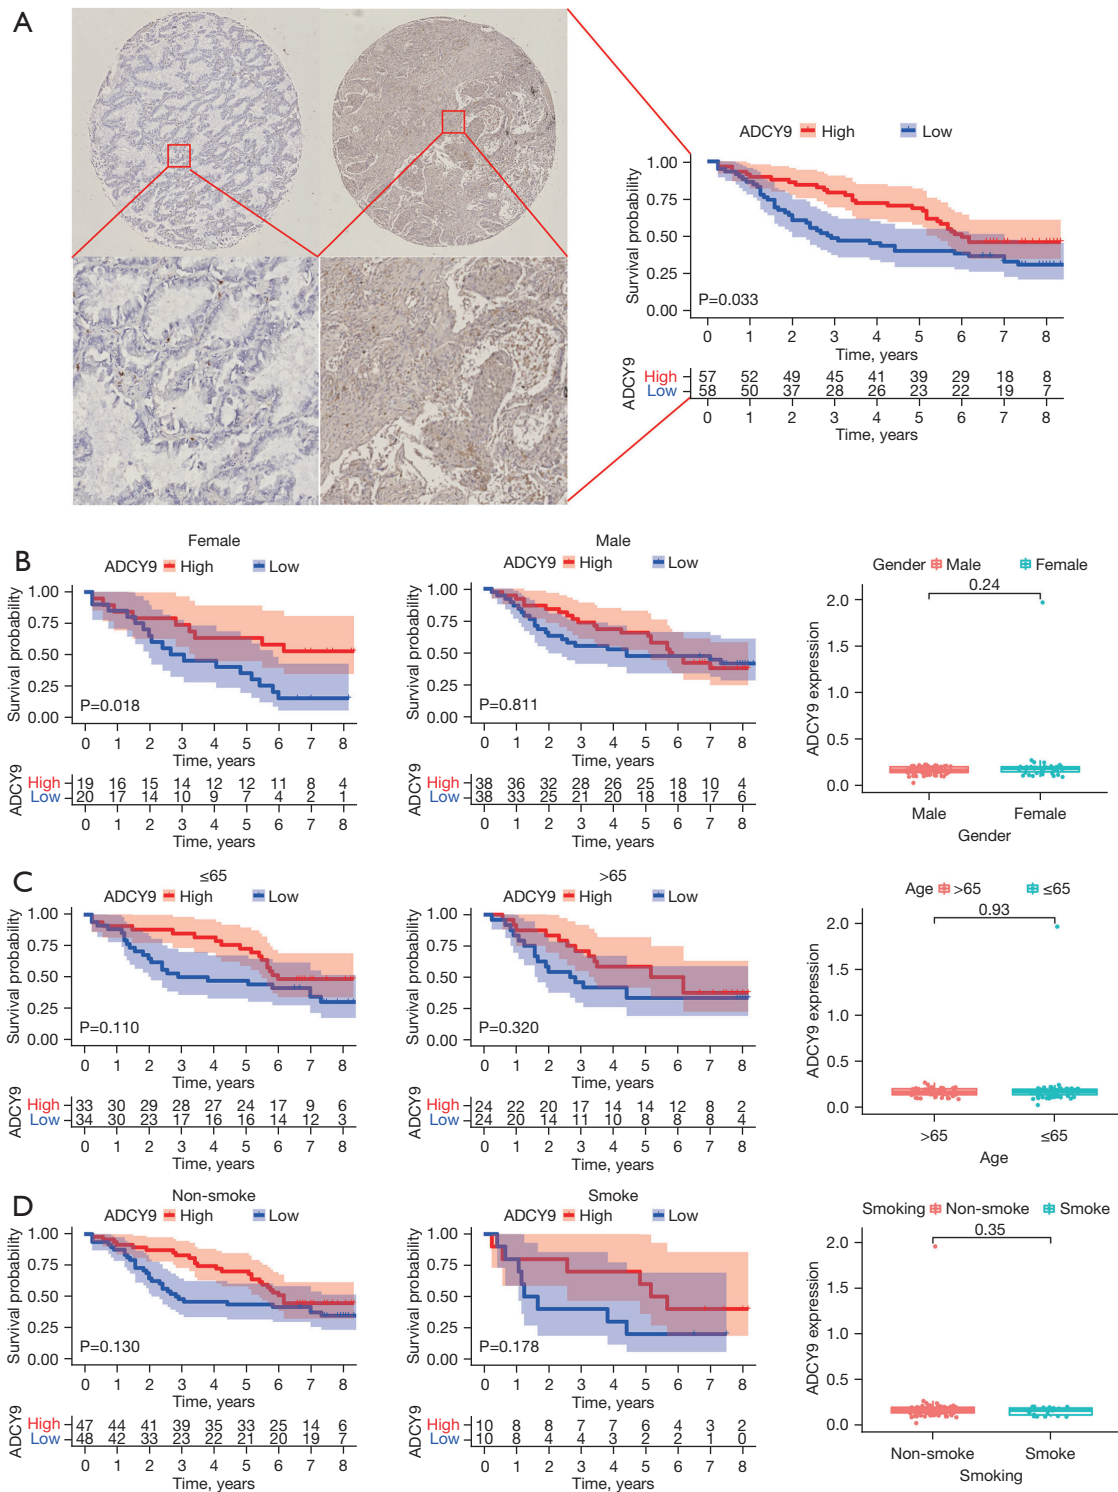 A
ADCY9 High Low
Survival probability
1.00
0.75
0.50
0.25
0.00
P=0.033
0 1 2 3 4 5 6 7 8
Time, years
ADCY9
High 57 52 49 45 41 39 29 18 8
Low 58 50 37 28 26 23 22 19 7
0 1 2 3 4 5 6 7 8
Time, years
B
Female
ADCY9 High Low
Survival probability
1.00
0.75
0.50
0.25
0.00
P=0.018
0 1 2 3 4 5 6 7 8
Time, years
ADCY9
High 19 16 15 14 12 12 11 8 4
Low 20 17 14 10 9 7 4 2 1
0 1 2 3 4 5 6 7 8
Time, years
Male
ADCY9 High Low
Survival probability
1.00
0.75
0.50
0.25
0.00
P=0.811
0 1 2 3 4 5 6 7 8
Time, years
ADCY9
High 38 36 32 28 26 25 18 10 4
Low 38 33 25 21 20 18 18 17 6
0 1 2 3 4 5 6 7 8
Time, years
Gender Male Female
0.24
ADCY9 expression
2.0
1.5
1.0
0.5
0.0
Male Female
Gender
C
≤65
ADCY9 High Low
Survival probability
1.00
0.75
0.50
0.25
0.00
P=0.110
0 1 2 3 4 5 6 7 8
Time, years
ADCY9
High 33 30 29 28 27 24 17 9 6
Low 34 30 23 17 16 16 14 12 3
0 1 2 3 4 5 6 7 8
Time, years
>65
ADCY9 High Low
Survival probability
1.00
0.75
0.50
0.25
0.00
P=0.320
0 1 2 3 4 5 6 7 8
Time, years
ADCY9
High 24 22 20 17 14 14 12 8 2
Low 24 20 14 11 10 8 8 8 4
0 1 2 3 4 5 6 7 8
Time, years
Age >65 ≤65
0.93
ADCY9 expression
2.0
1.5
1.0
0.5
0.0
>65 ≤65
Age
D
Non-smoke
ADCY9 High Low
Survival probability
1.00
0.75
0.50
0.25
0.00
P=0.130
0 1 2 3 4 5 6 7 8
Time, years
ADCY9
High 47 44 41 39 35 33 25 14 6
Low 48 42 33 23 22 21 20 19 7
0 1 2 3 4 5 6 7 8
Time, years
Smoke
ADCY9 High Low
Survival probability
1.00
0.75
0.50
0.25
0.00
P=0.178
0 1 2 3 4 5 6 7 8
Time, years
ADCY9
High 10 8 8 7 7 6 4 3 2
Low 10 8 4 4 3 2 2 1 0
0 1 2 3 4 5 6 7 8
Time, years
Smoking Non-smoke Smoke
0.35
ADCY9 expression
2.0
1.5
1.0
0.5
0.0
Non-smoke Smoke
Smoking